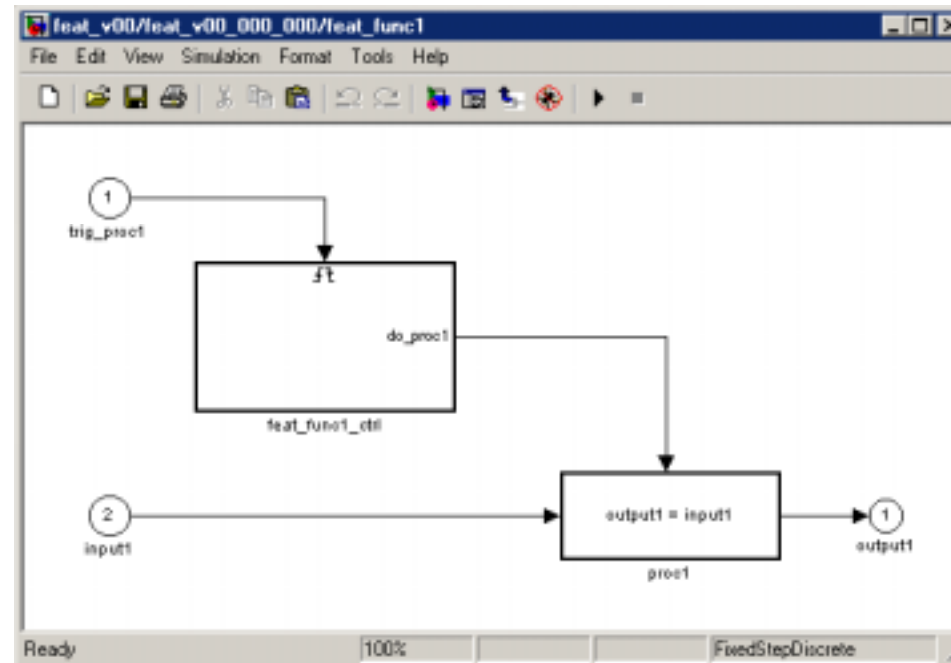 feat_v00/feat_v00_000_000/feat_func1
File Edit View Simulation Format Tools Help
1
trig_proc1
do_proc1
feat_func1_ctrl
2
input1
output1 = input1
proc1
1
output1
Ready 100% FixedStepDiscrete